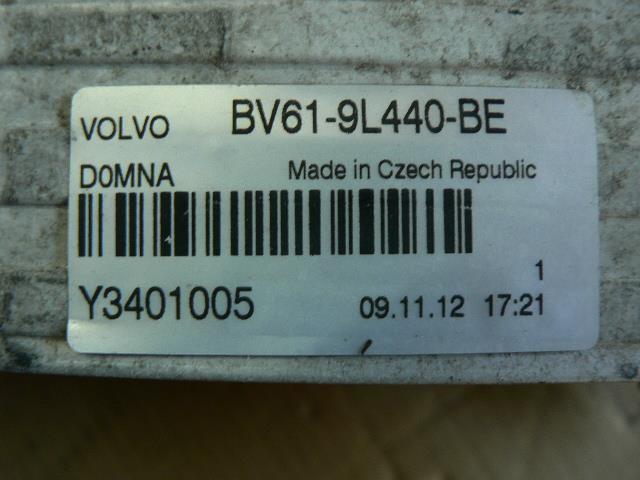 VOLVO BV61-9L440-BE
D0MNA Made in Czech Republic
1
Y3401005 09.11.12 17:21